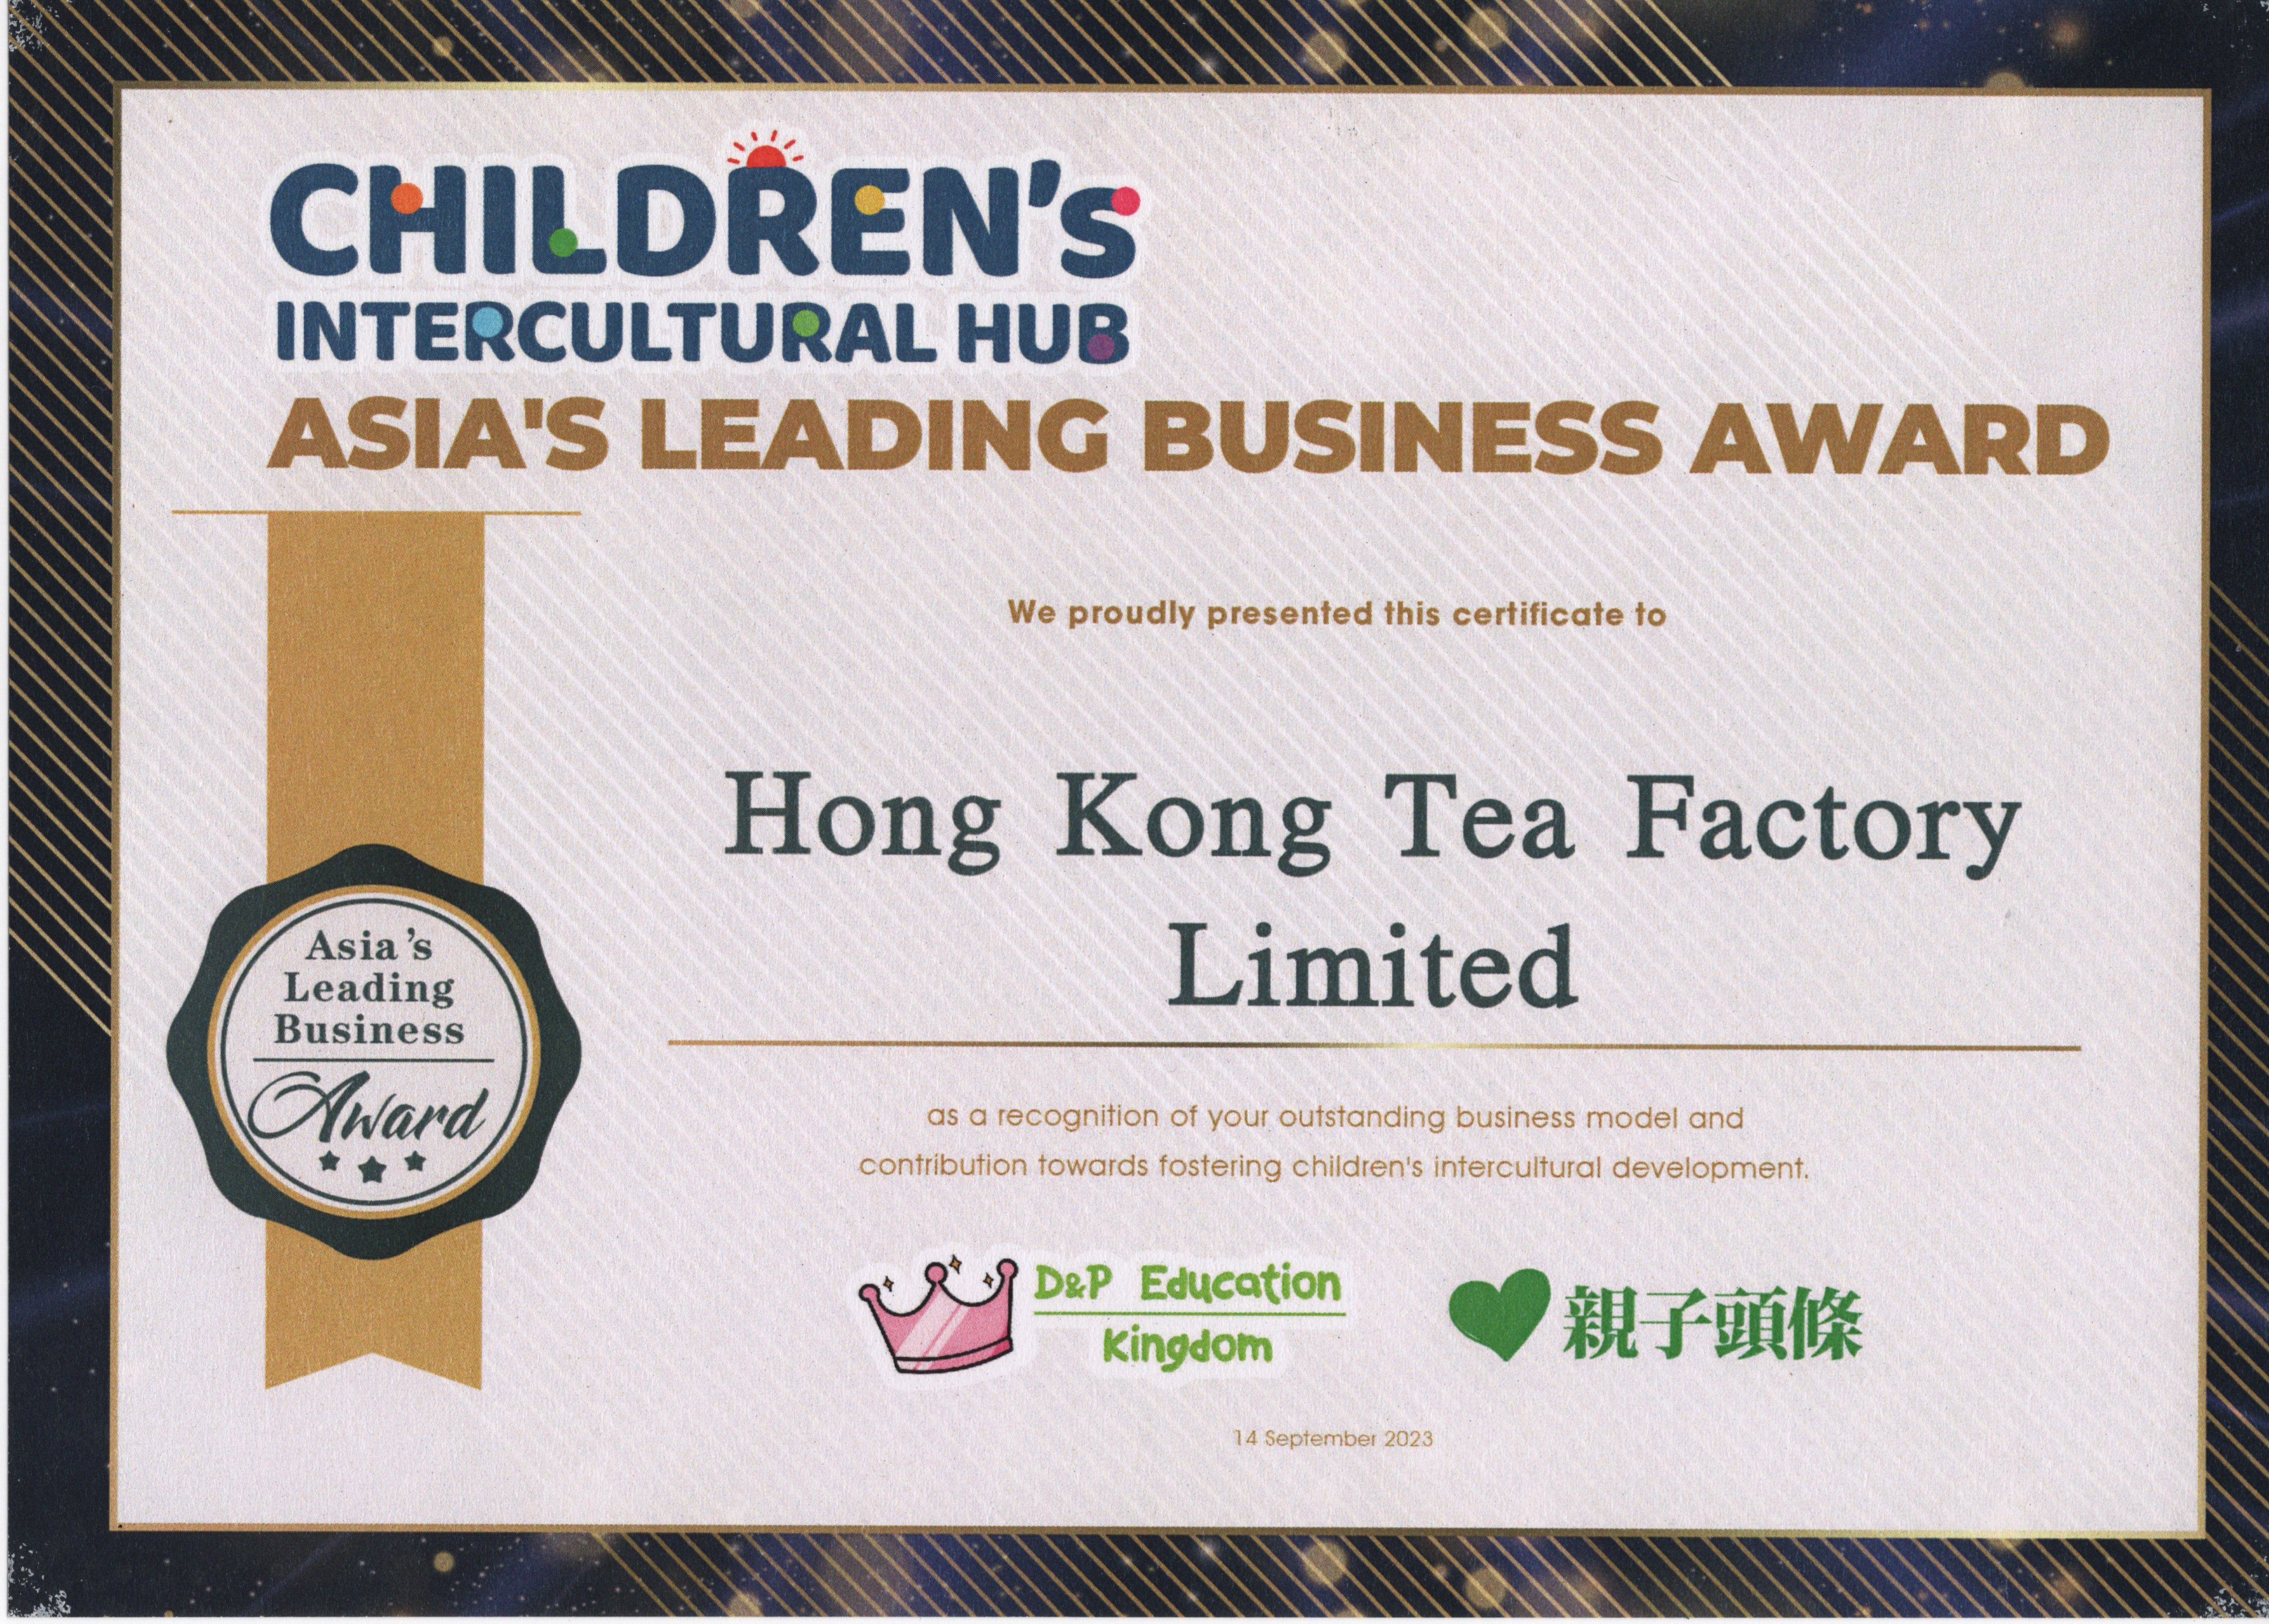 CHILDREN's
INTERCULTURAL HUB
ASIA'S LEADING BUSINESS AWARD
We proudly presented this certificate to
Hong Kong Tea Factory
Limited
Asia's
Leading
Business
Award
as a recognition of your outstanding business model and
contribution towards fostering children's intercultural development.
D&P Education
Kingdom
親子頭條
14 September 2023